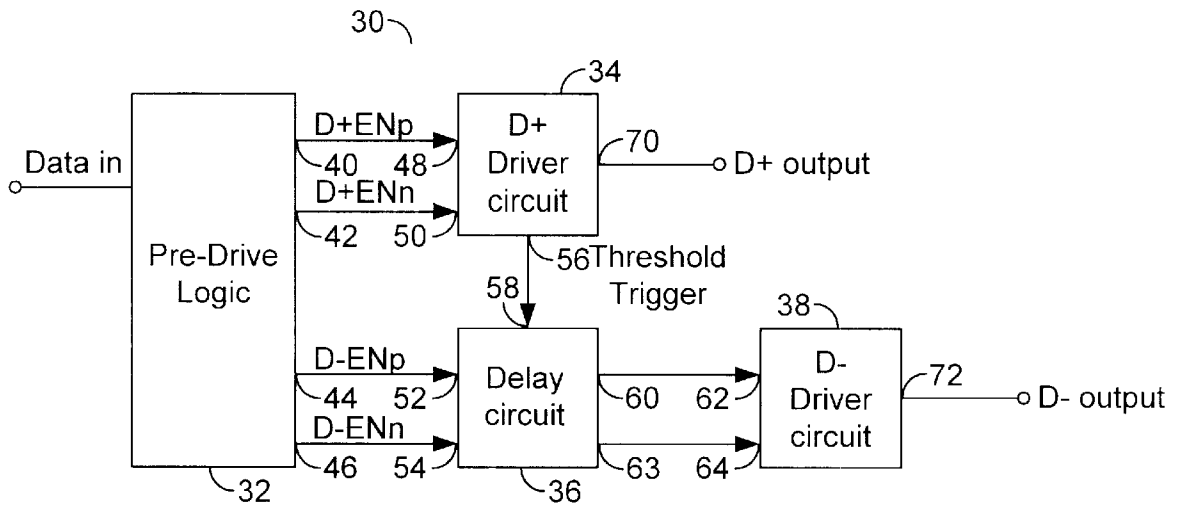 30
34
D+ENp
D+
Driver
circuit
70
D+ output
Data in
40
48
D+ENn
42
50
Pre-Drive
Logic
56
Threshold
Trigger
58
38
D-ENp
44
52
Delay
circuit
60
62
D-
Driver
circuit
72
D- output
D-ENn
46
54
63
64
32
36